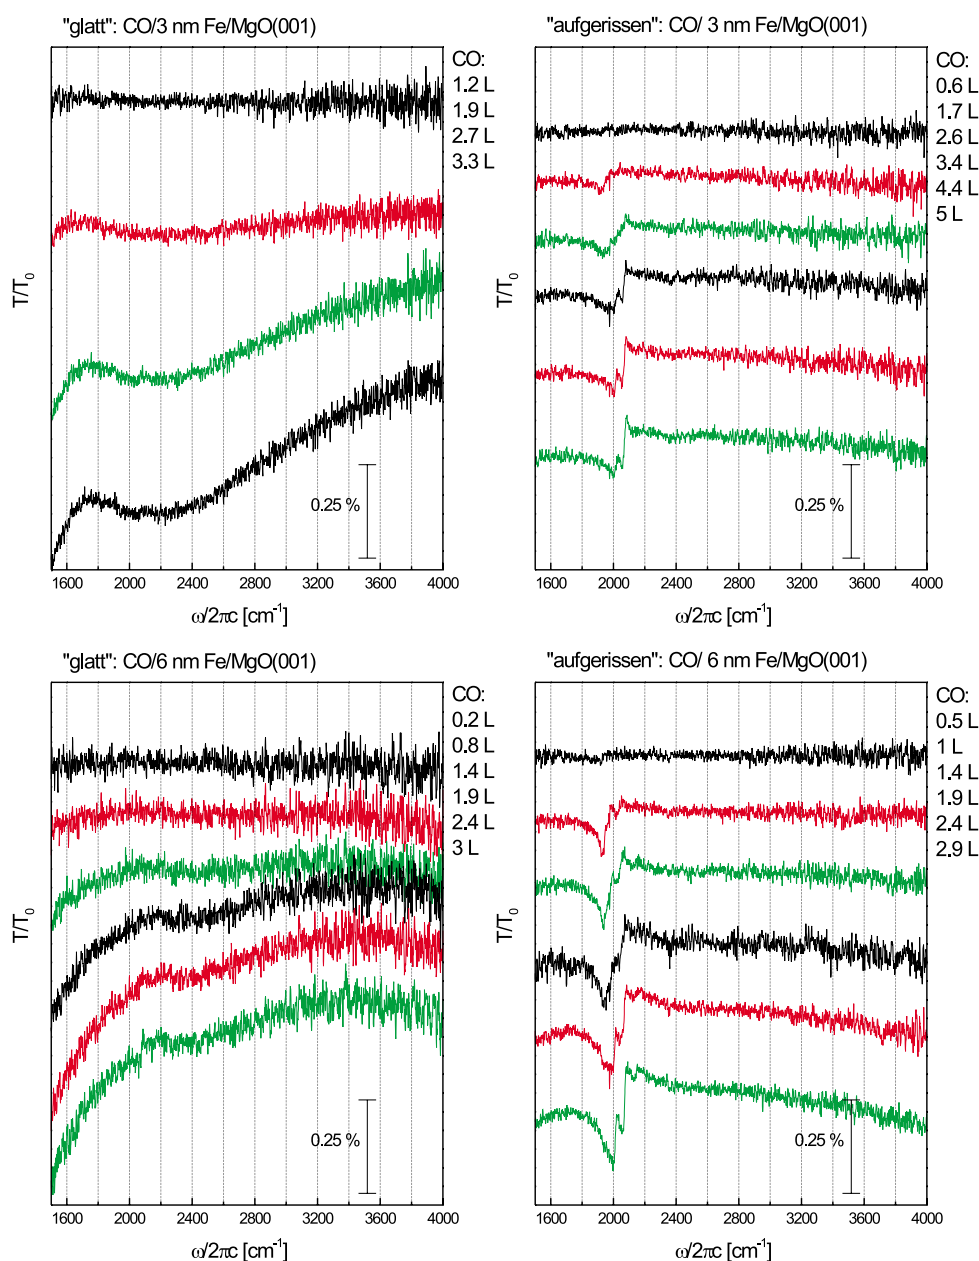 "glatt": CO/3 nm Fe/MgO(001)
CO:
1.2 L
1.9 L
2.7 L
3.3 L
T/T0
0.25 %
1600 2000 2400 2800 3200 3600 4000
ω/2πc [cm-1]
"aufgerissen": CO/ 3 nm Fe/MgO(001)
CO:
0.6 L
1.7 L
2.6 L
3.4 L
4.4 L
5 L
T/T0
0.25 %
1600 2000 2400 2800 3200 3600 4000
ω/2πc [cm-1]
"glatt": CO/6 nm Fe/MgO(001)
CO:
0.2 L
0.8 L
1.4 L
1.9 L
2.4 L
3 L
T/T0
0.25 %
1600 2000 2400 2800 3200 3600 4000
ω/2πc [cm-1]
"aufgerissen": CO/ 6 nm Fe/MgO(001)
CO:
0.5 L
1 L
1.4 L
1.9 L
2.4 L
2.9 L
T/T0
0.25 %
1600 2000 2400 2800 3200 3600 4000
ω/2πc [cm-1]